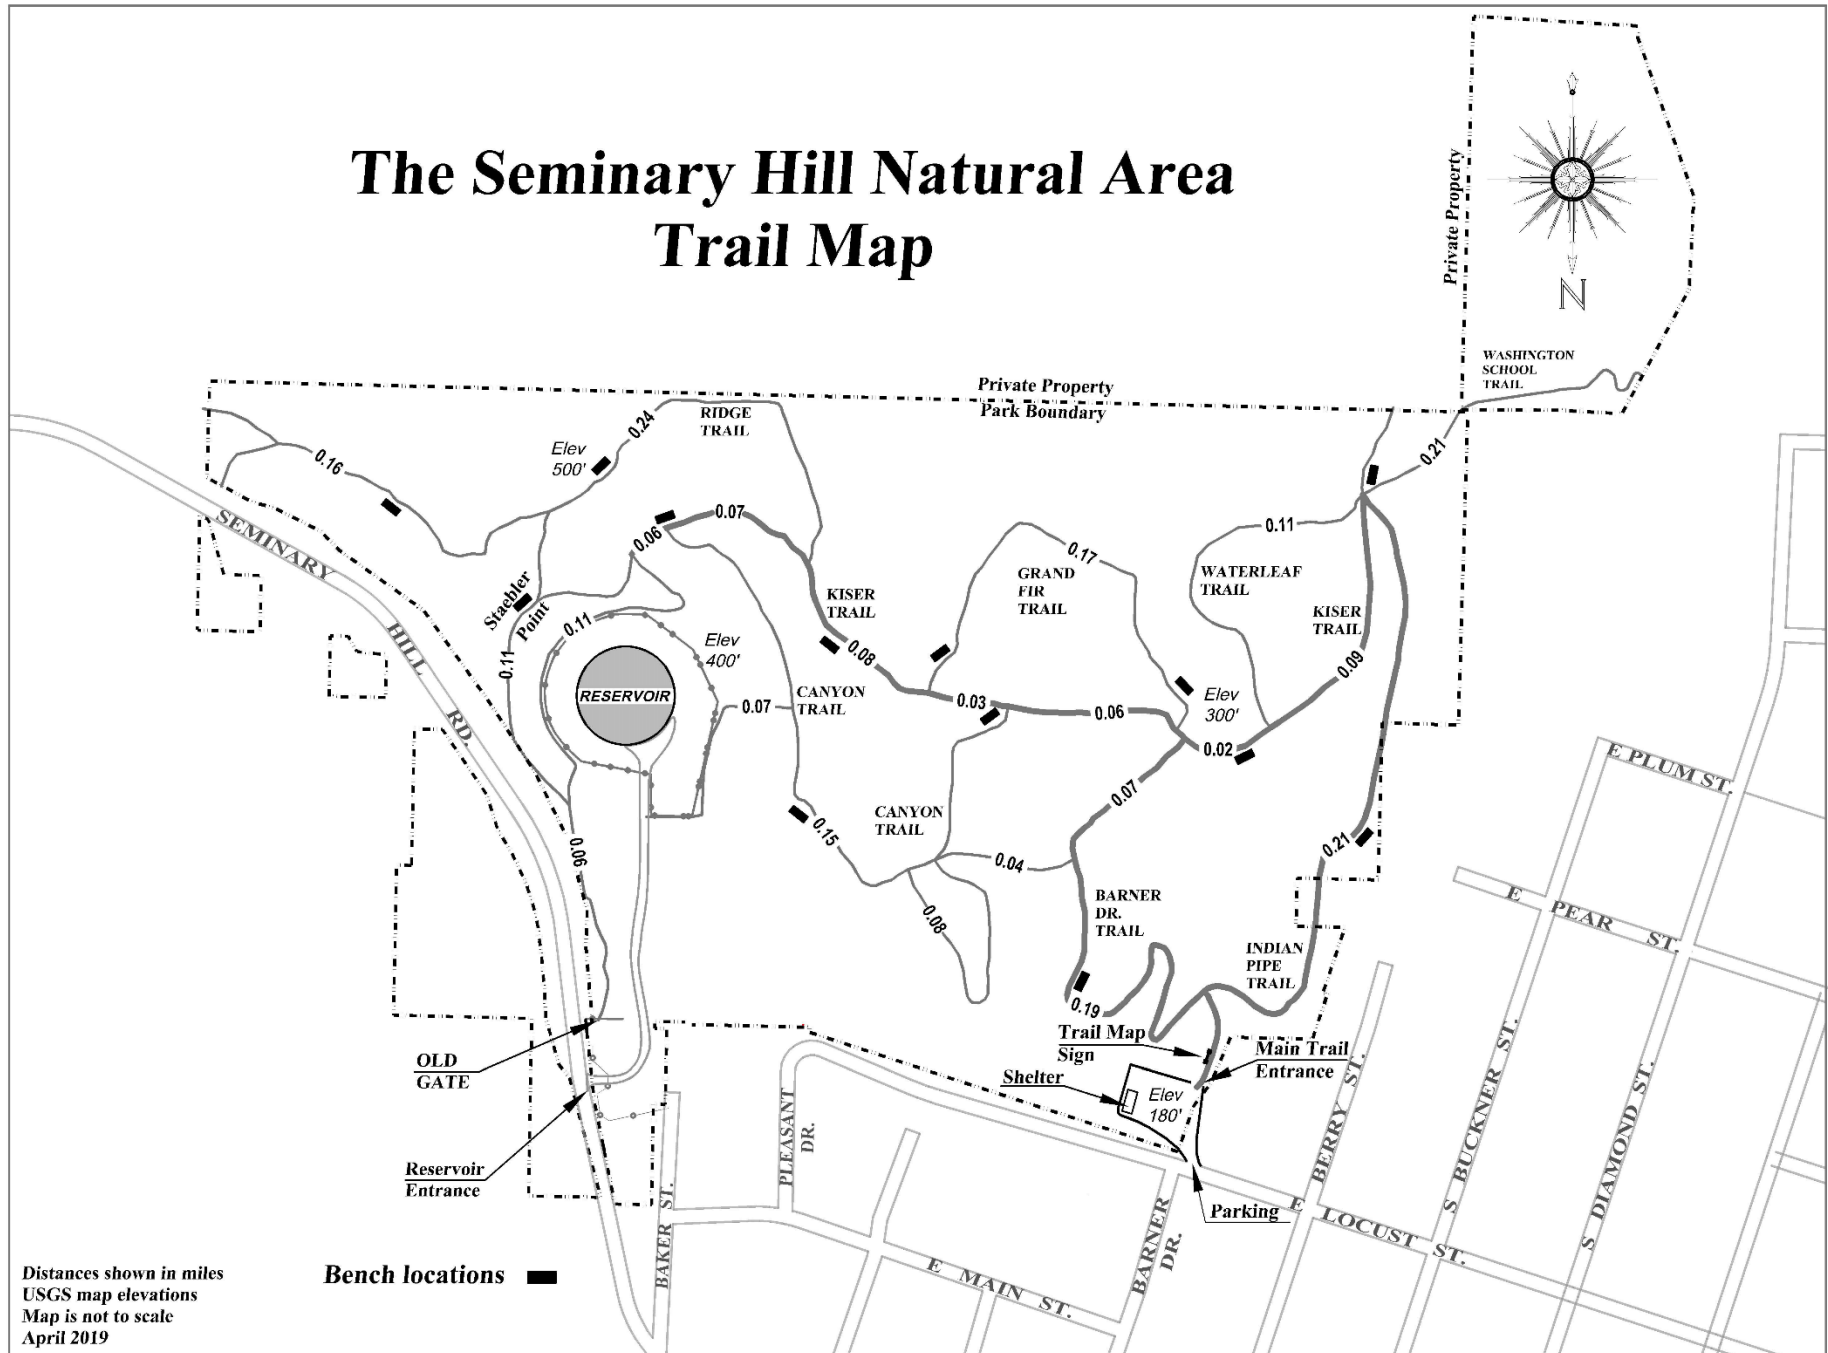 The Seminary Hill Natural Area
Trail Map
Private Property
N
WASHINGTON
SCHOOL
TRAIL
Private Property
Park Boundary
RIDGE
TRAIL
0.24
Elev
500'
0.16
0.21
SEMINARY
HILL
RD.
0.07
0.06
0.11
0.17
GRAND
FIR
TRAIL
WATERLEAF
TRAIL
KISER
TRAIL
KISER
TRAIL
Staebler
Point
0.11
0.11
Elev
400'
0.08
0.09
RESERVOIR
0.07
CANYON
TRAIL
0.03
0.06
Elev
300'
0.02
0.07
E PLUM ST.
CANYON
TRAIL
0.15
0.06
0.04
0.21
0.08
BARNER
DR.
TRAIL
E PEAR ST.
INDIAN
PIPE
TRAIL
0.19
Trail Map
Sign
Main Trail
Entrance
OLD
GATE
Shelter
Elev
180'
Reservoir
Entrance
PLEASANT
DR.
BERRY ST.
S BUCKNER ST.
S DIAMOND ST.
Parking
E LOCUST ST.
BAKER ST.
BARNER
DR.
E MAIN ST.
Bench locations
Distances shown in miles
USGS map elevations
Map is not to scale
April 2019